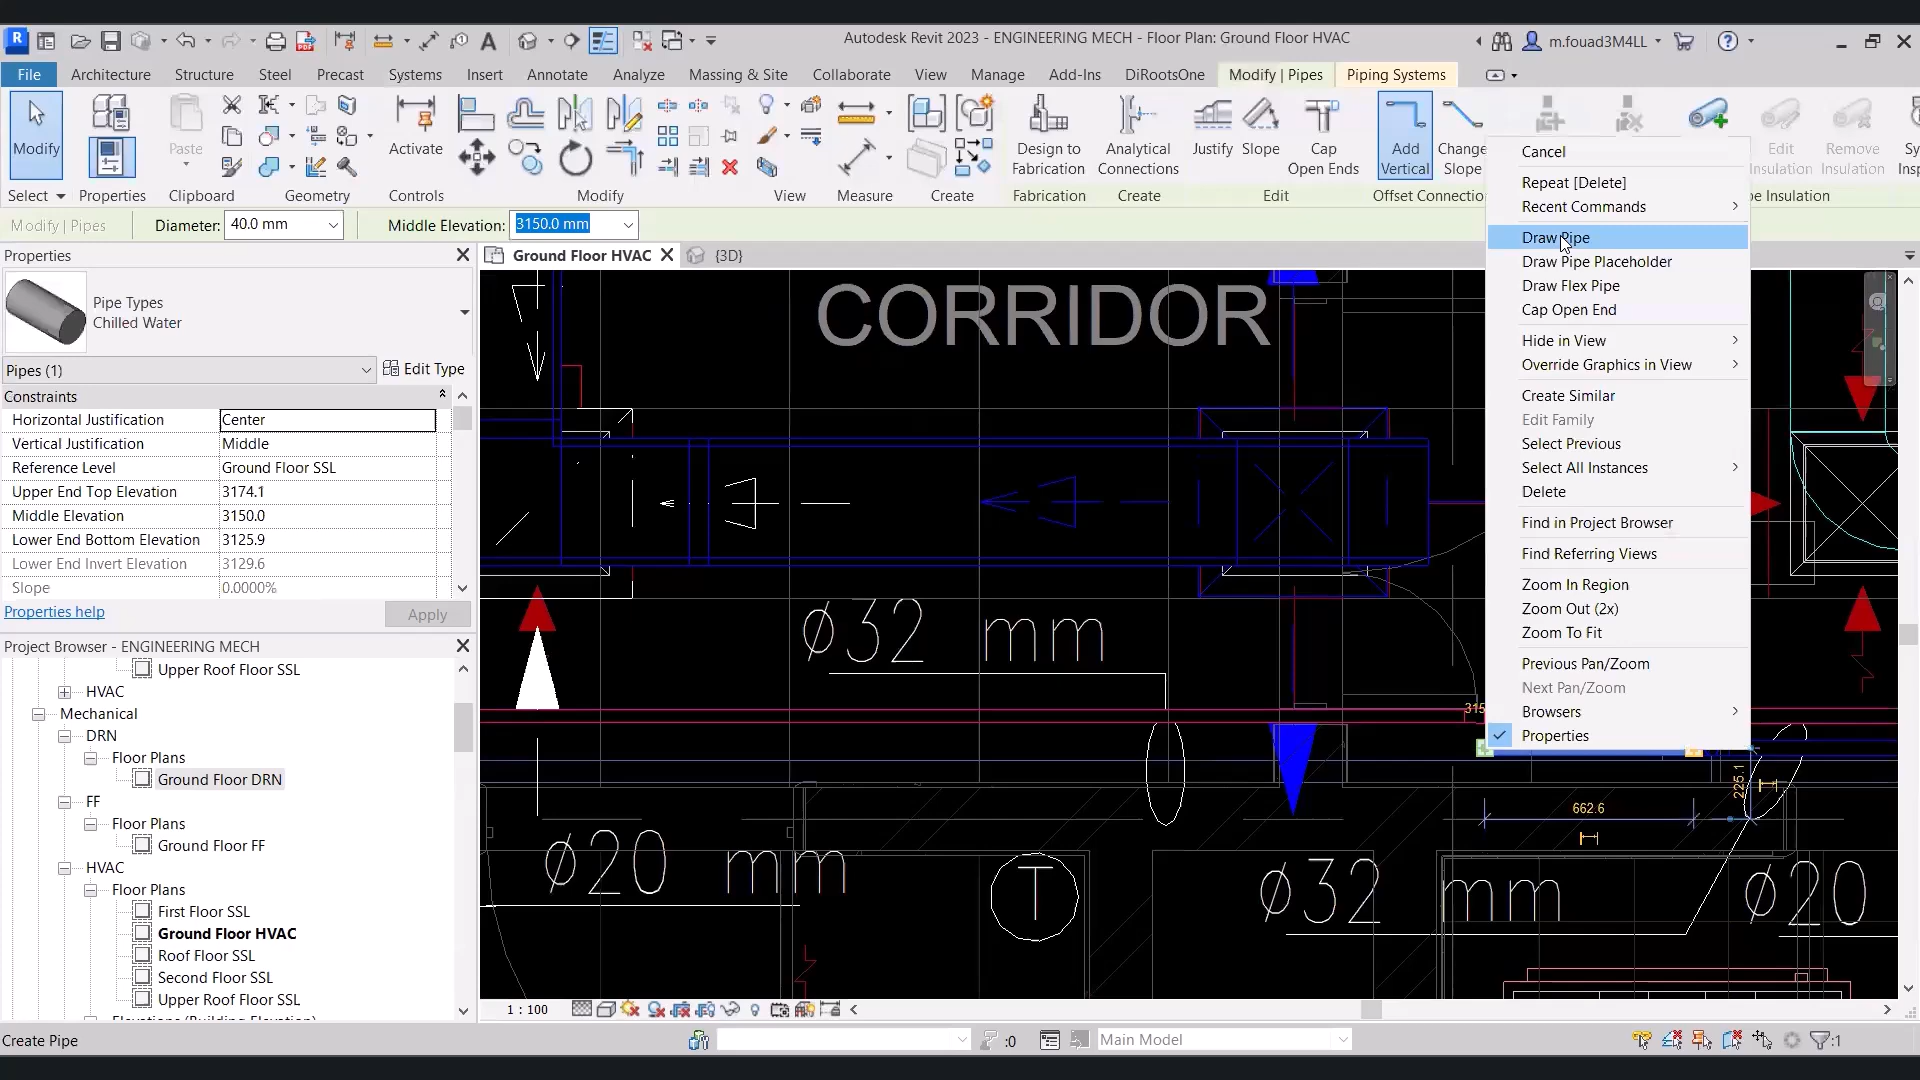 Autodesk Revit 2023 - ENGINEERING MECH - Floor Plan: Ground Floor HVAC
m.fouad3M4LL
File Architecture Structure Steel Precast Systems Insert Annotate Analyze Massing & Site Collaborate View Manage Add-Ins DiRootsOne Modify | Pipes Piping Systems
Modify
Paste
Activate
Design to Fabrication
Analytical Connections
Justify
Slope
Cap Open Ends
Add Vertical
Change Slope
Edit Insulation
Remove Insulation
Select Properties Clipboard Geometry Controls Modify View Measure Create Fabrication Create Edit Offset Connectio
Modify | Pipes
Diameter: 40.0 mm
Middle Elevation: 3150.0 mm
Properties
Pipe Types
Chilled Water
Pipes (1)
Edit Type
Constraints
Horizontal Justification Center
Vertical Justification Middle
Reference Level Ground Floor SSL
Upper End Top Elevation 3174.1
Middle Elevation 3150.0
Lower End Bottom Elevation 3125.9
Lower End Invert Elevation 3129.6
Slope 0.0000%
Properties help
Apply
Project Browser - ENGINEERING MECH
Upper Roof Floor SSL
HVAC
Mechanical
DRN
Floor Plans
Ground Floor DRN
FF
Floor Plans
Ground Floor FF
HVAC
Floor Plans
First Floor SSL
Ground Floor HVAC
Roof Floor SSL
Second Floor SSL
Upper Roof Floor SSL
Ground Floor HVAC
{3D}
CORRIDOR
ø32 mm
ø20 mm
T
ø32 mm
ø20
315
662.6
225.1
Cancel
Repeat [Delete]
Recent Commands
Draw Pipe
Draw Pipe Placeholder
Draw Flex Pipe
Cap Open End
Hide in View
Override Graphics in View
Create Similar
Edit Family
Select Previous
Select All Instances
Delete
Find in Project Browser
Find Referring Views
Zoom In Region
Zoom Out (2x)
Zoom To Fit
Previous Pan/Zoom
Next Pan/Zoom
Browsers
Properties
1 : 100
Create Pipe
:0
Main Model
:1